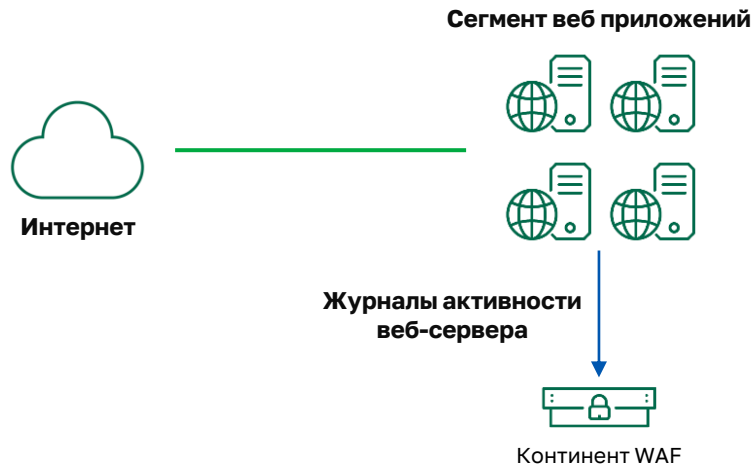 Сегмент веб приложений
Интернет
Журналы активности
веб-сервера
Континент WAF